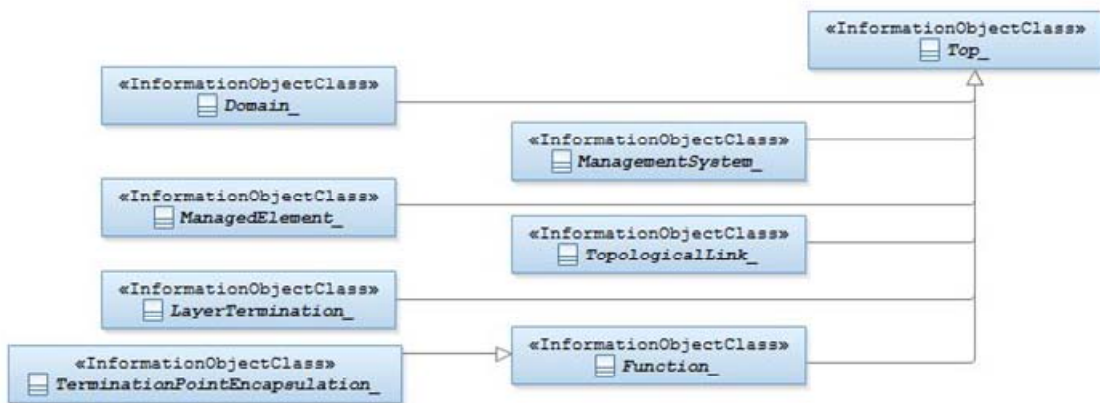 «InformationObjectClass»
Top_
«InformationObjectClass»
Domain_
«InformationObjectClass»
ManagementSystem_
«InformationObjectClass»
ManagedElement_
«InformationObjectClass»
TopologicalLink_
«InformationObjectClass»
LayerTermination_
«InformationObjectClass»
Function_
«InformationObjectClass»
TerminationPointEncapsulation_